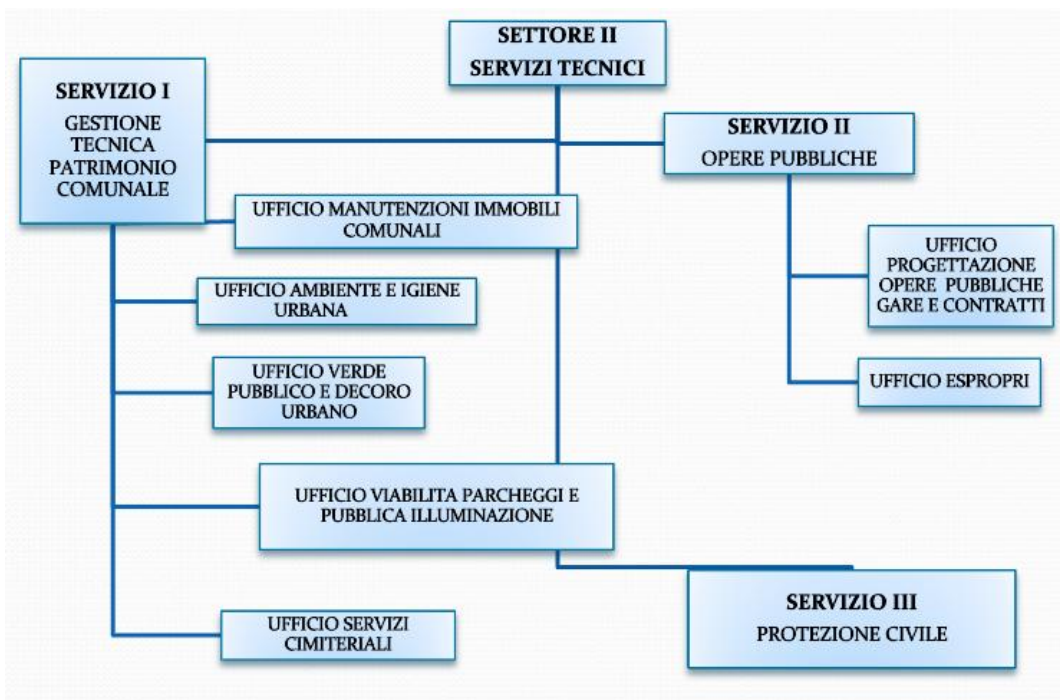 SETTORE II
SERVIZI TECNICI
SERVIZIO I
GESTIONE
TECNICA
PATRIMONIO
COMUNALE
SERVIZIO II
OPERE PUBBLICHE
UFFICIO MANUTENZIONI IMMOBILI
COMUNALI
UFFICIO AMBIENTE E IGIENE
URBANA
UFFICIO VERDE
PUBBLICO E DECORO
URBANO
UFFICIO VIABILITA PARCHEGGI E
PUBBLICA ILLUMINAZIONE
UFFICIO SERVIZI
CIMITERIALI
UFFICIO
PROGETTAZIONE
OPERE PUBBLICHE
GARE E CONTRATTI
UFFICIO ESPROPRI
SERVIZIO III
PROTEZIONE CIVILE